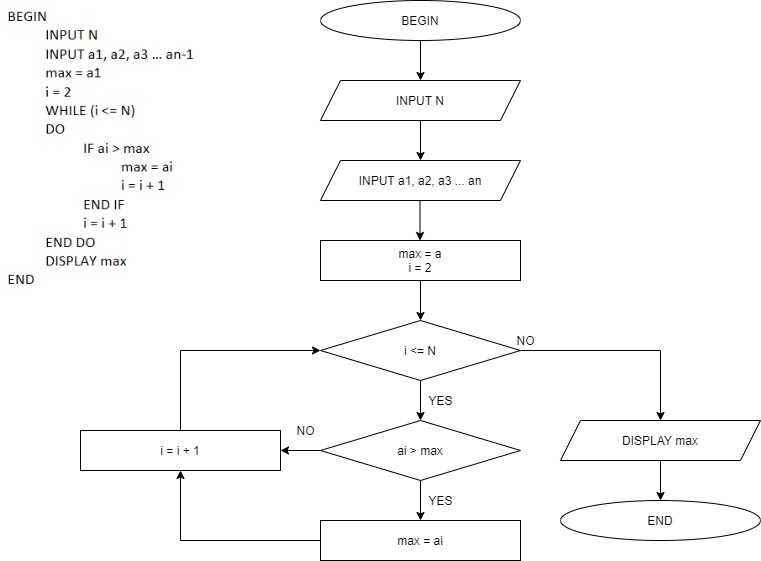 BEGIN
INPUT N
INPUT a1, a2, a3 ... an-1
max = a1
i = 2
WHILE (i <= N)
DO
IF ai > max
max = ai
i = i + 1
END IF
i = i + 1
END DO
DISPLAY max
END
BEGIN
INPUT N
INPUT a1, a2, a3 ... an
max = a
i = 2
i <= N
NO
YES
ai > max
NO
YES
i = i + 1
max = ai
DISPLAY max
END